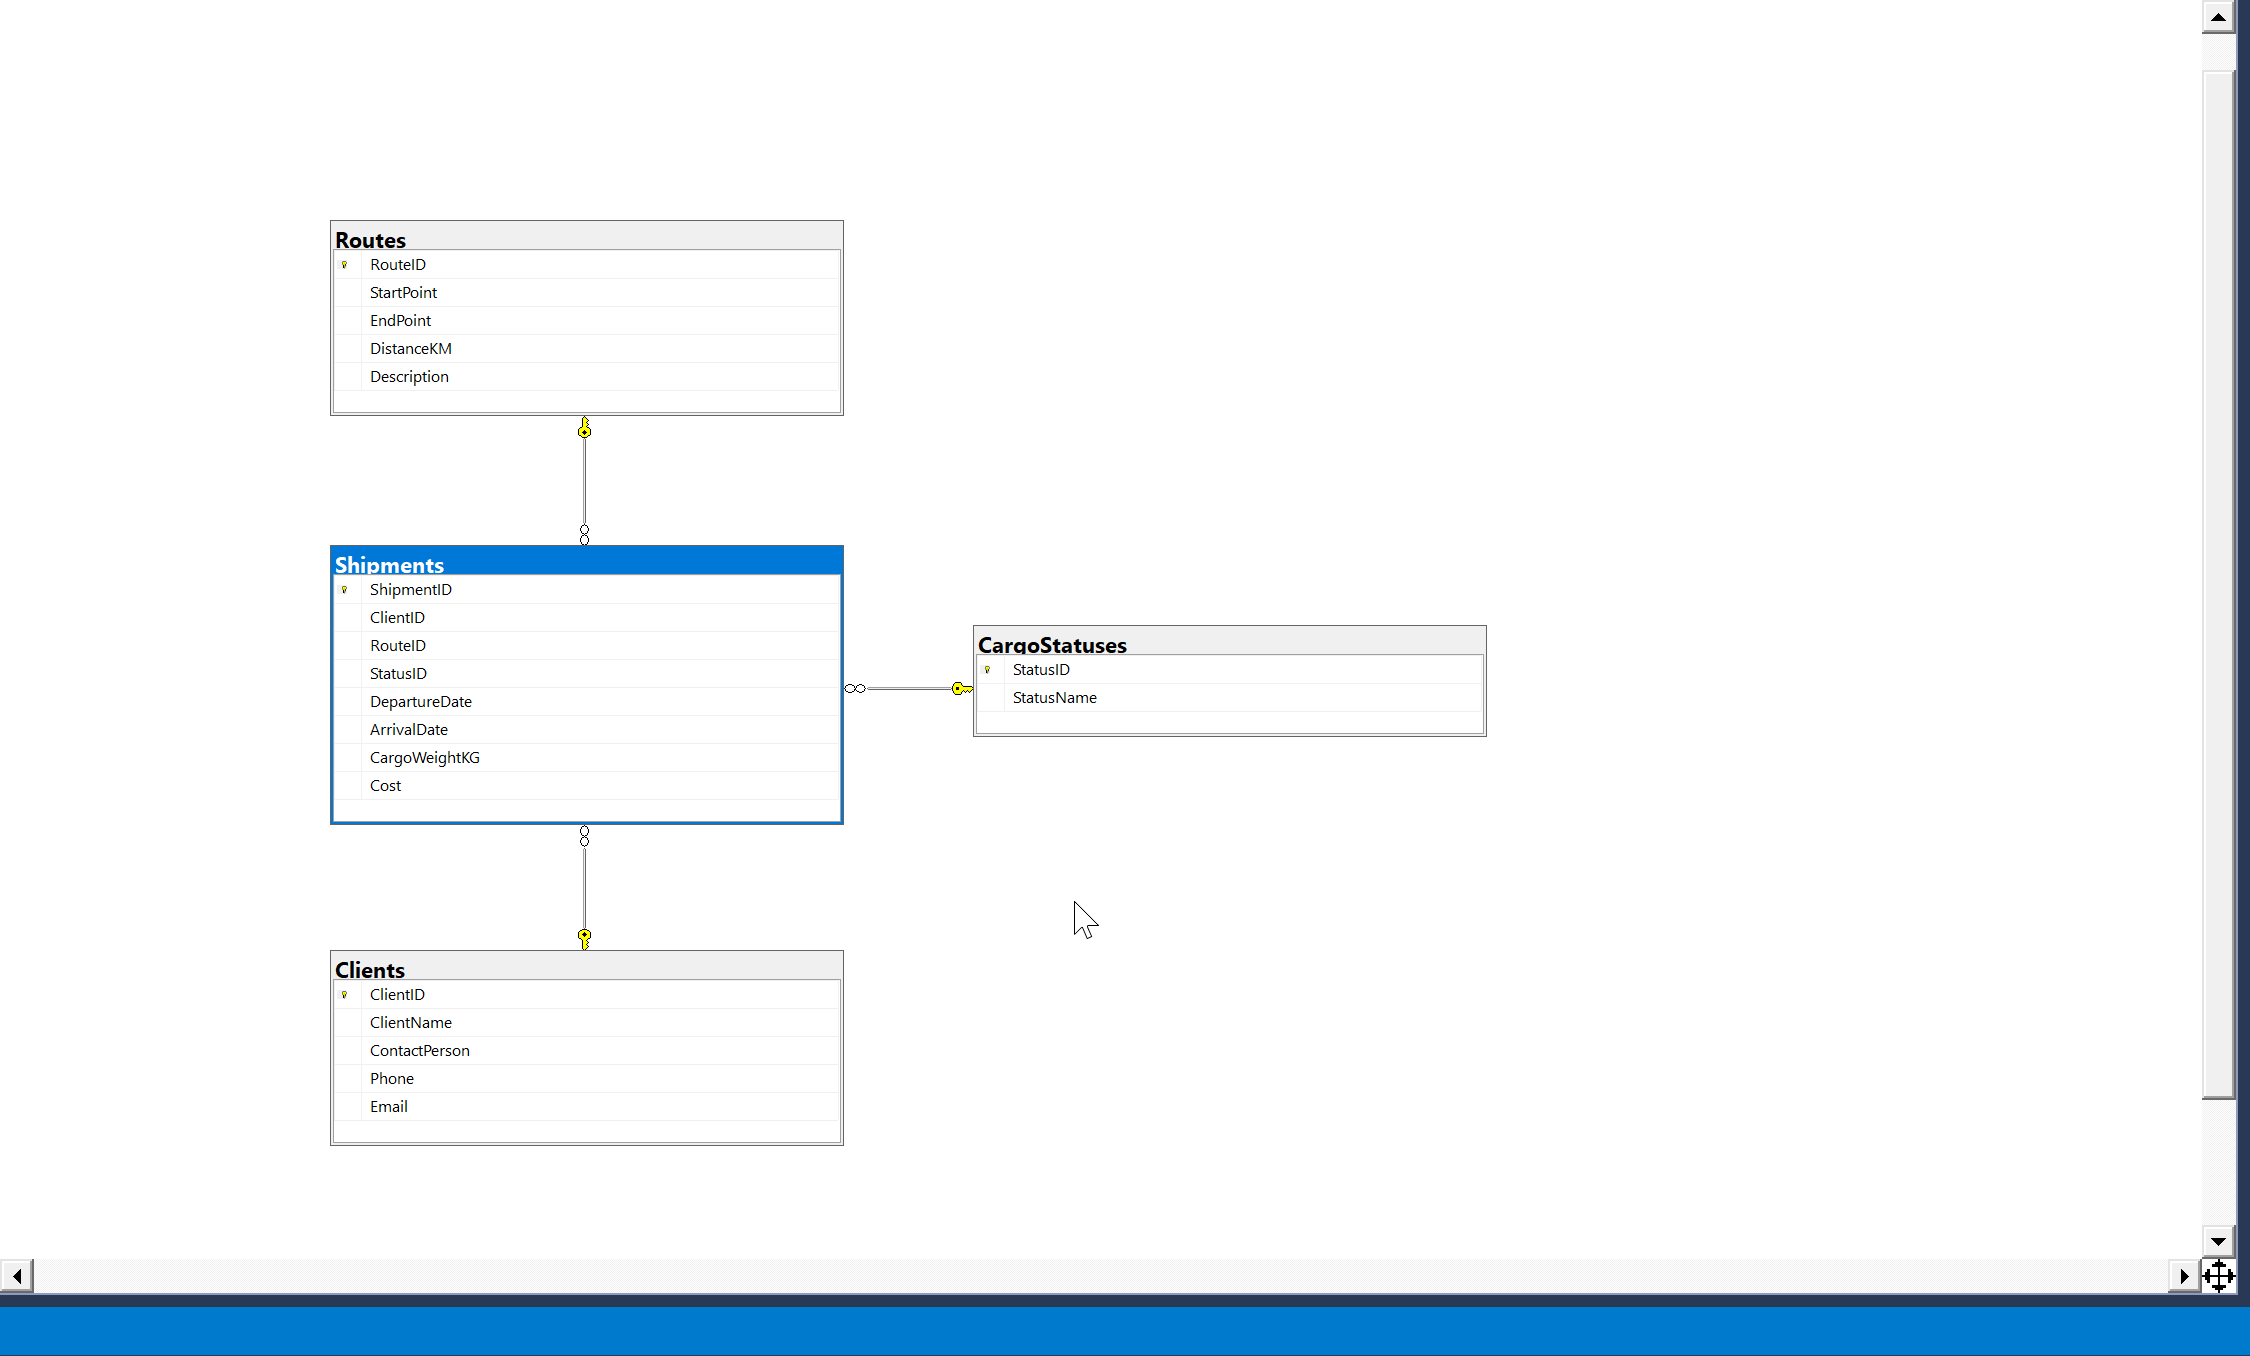 Routes
RouteID
StartPoint
EndPoint
DistanceKM
Description
Shipments
ShipmentID
ClientID
RouteID
StatusID
DepartureDate
ArrivalDate
CargoWeightKG
Cost
CargoStatuses
StatusID
StatusName
Clients
ClientID
ClientName
ContactPerson
Phone
Email